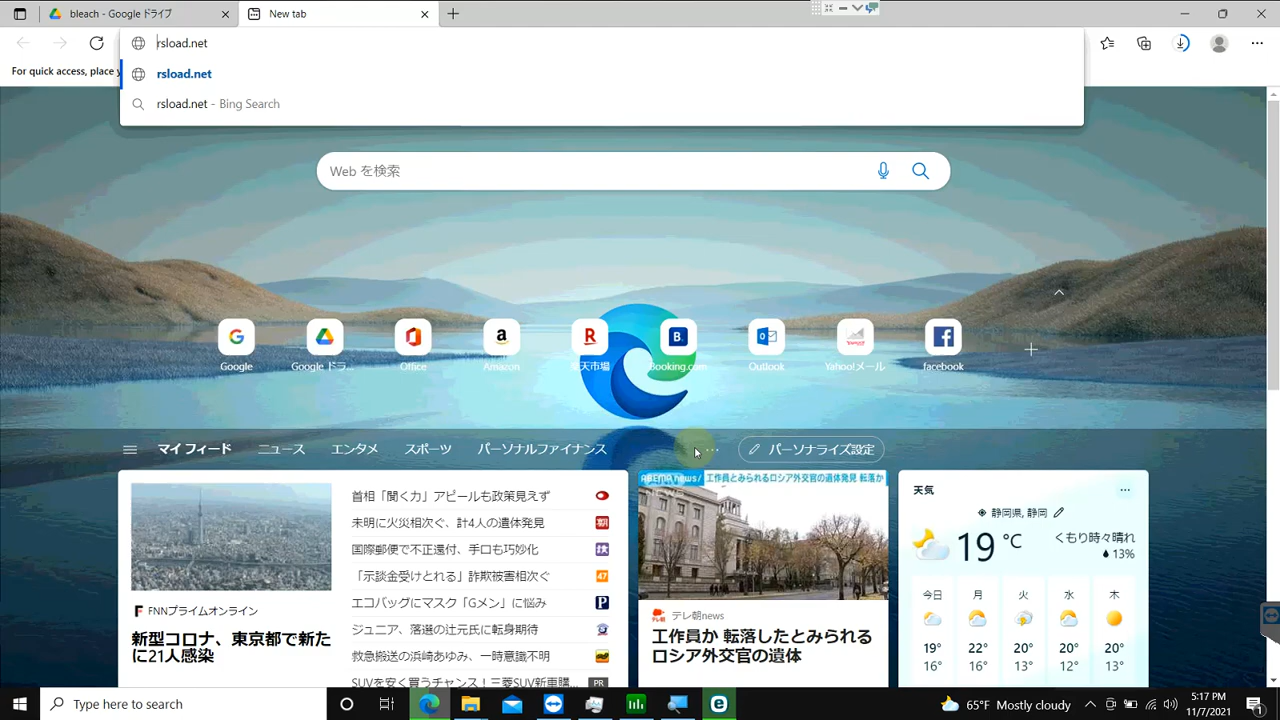 bleach - Google ドライブ
New tab
rsload.net
For quick access, place y
rsload.net
rsload.net - Bing Search
Web を検索
Google
Google ドラ...
Office
Amazon
楽天市場
Booking.com
Outlook
Yahoo!メール
facebook
マイ フィード
ニュース
エンタメ
スポーツ
パーソナルファイナンス
パーソナライズ設定
FNNプライムオンライン
新型コロナ、東京都で新た
に21人感染
首相「聞く力」アピールも政策見えず
未明に火災相次ぐ、計4人の遺体発見
国際郵便で不正還付、手口も巧妙化
「示談金受けとれる」詐欺被害相次ぐ
エコバッグにマスク「Gメン」に悩み
ジュニア、落選の辻元氏に転身期待
救急搬送の浜崎あゆみ、一時意識不明
SUVを安く買うチャンス！三菱SUV新車購...
PR
ABEMA news/ 工作員とみられるロシア外交官の遺体発見 転落か
テレ朝news
工作員か 転落したとみられる
ロシア外交官の遺体
天気
静岡県, 静岡
19 °C
くもり時々晴れ
13%
今日 月 火 水 木
19° 22° 20° 20° 20°
16° 16° 13° 12° 13°
Type here to search
65°F Mostly cloudy
5:17 PM
11/7/2021